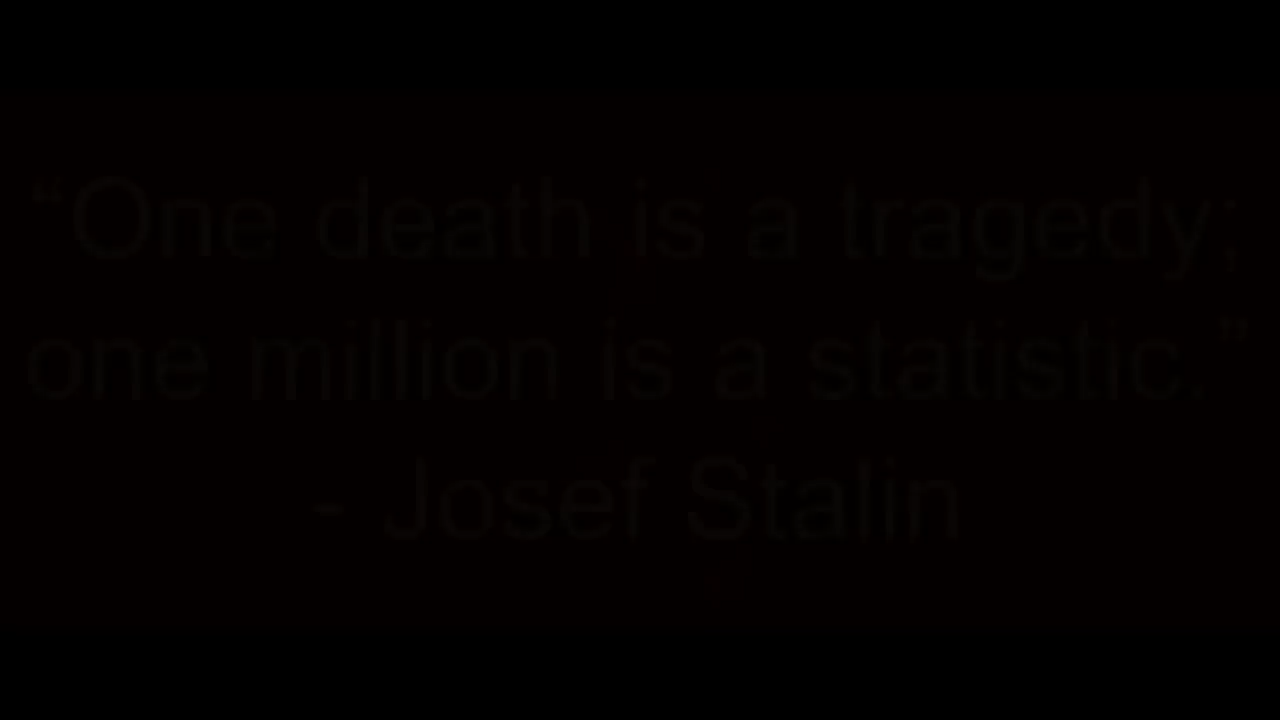 “One death is a tragedy;
one million is a statistic.”
- Josef Stalin